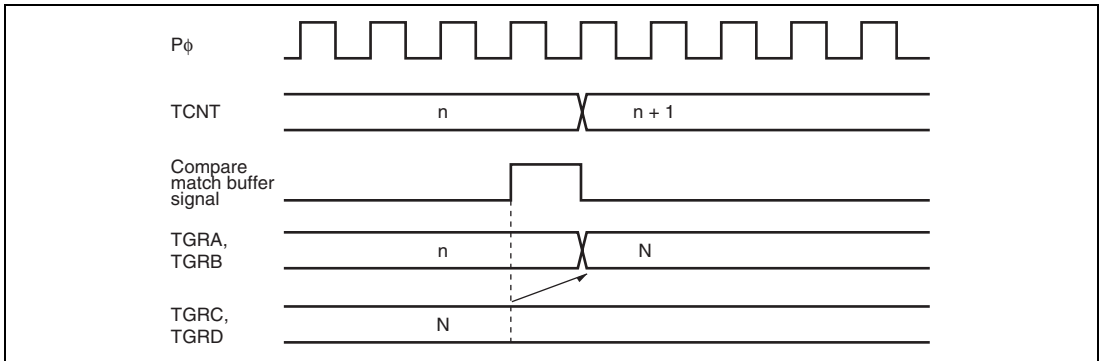 Pϕ
TCNT
n
n + 1
Compare
match buffer
signal
TGRA,
TGRB
n
N
TGRC,
TGRD
N